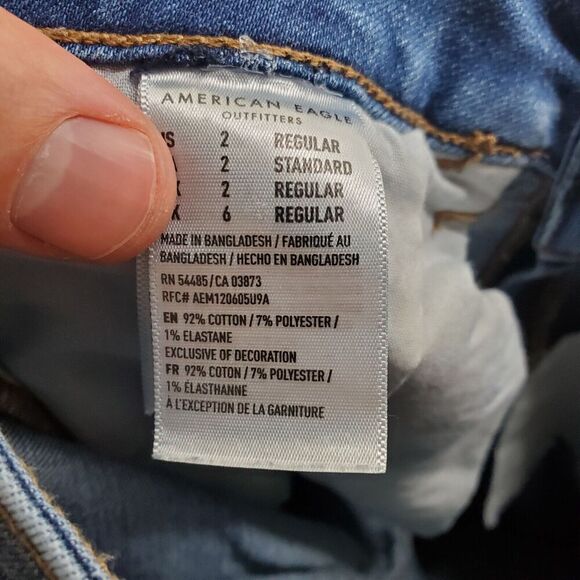 AMERICAN EAGLE
OUTFITTERS
2 REGULAR
2 STANDARD
2 REGULAR
6 REGULAR
MADE IN BANGLADESH / FABRIQUÉ AU
BANGLADESH / HECHO EN BANGLADESH
RN 54485/CA 03873
RFC# AEM120605U9A
EN 92% COTTON / 7% POLYESTER /
1% ELASTANE
EXCLUSIVE OF DECORATION
FR 92% COTON / 7% POLYESTER /
1% ÉLASTHANNE
À L'EXCEPTION DE LA GARNITURE